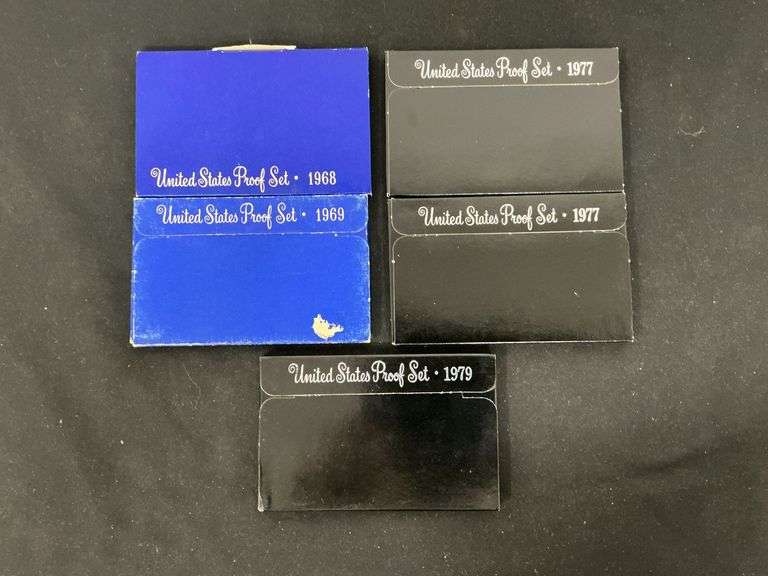 United States Proof Set • 1968
United States Proof Set • 1969
United States Proof Set • 1977
United States Proof Set • 1977
United States Proof Set • 1979